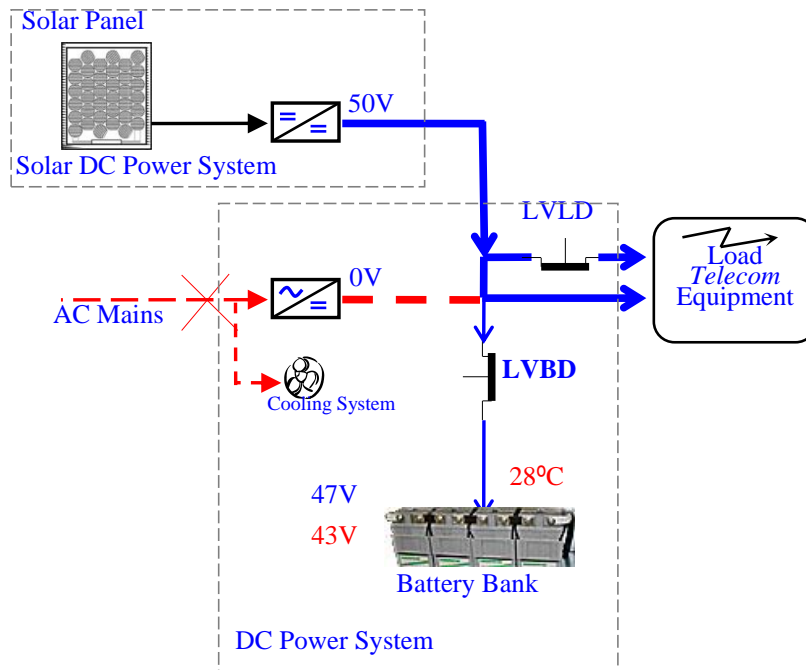 Solar Panel
50V
Solar DC Power System
LVLD
Load
Telecom
Equipment
0V
AC Mains
LVBD
Cooling System
28⁰C
47V
43V
Battery Bank
DC Power System